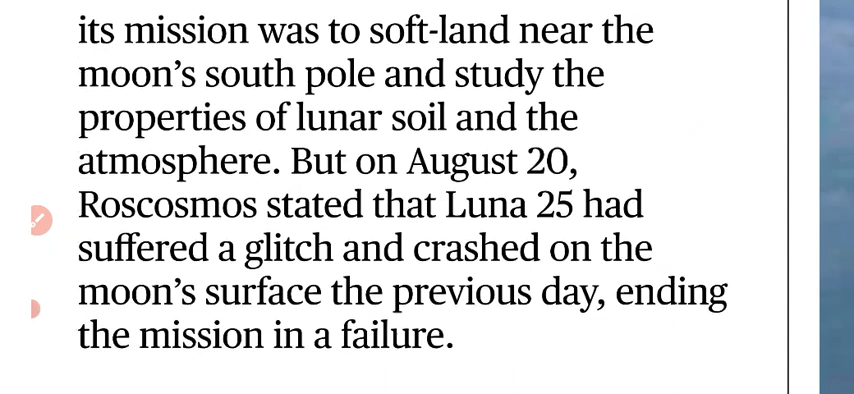 its mission was to soft-land near the
moon’s south pole and study the
properties of lunar soil and the
atmosphere. But on August 20,
Roscosmos stated that Luna 25 had
suffered a glitch and crashed on the
moon’s surface the previous day, ending
the mission in a failure.